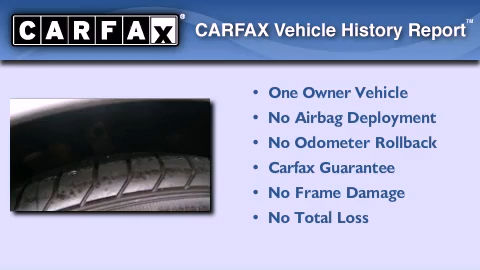 CARFAX® CARFAX Vehicle History Report™
• One Owner Vehicle
• No Airbag Deployment
• No Odometer Rollback
• Carfax Guarantee
• No Frame Damage
• No Total Loss